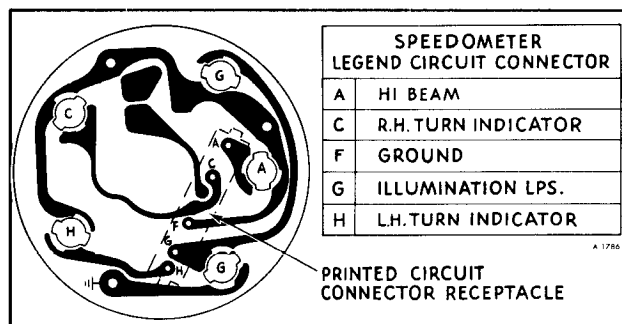 SPEEDOMETER
LEGEND CIRCUIT CONNECTOR
A HI BEAM
C R.H. TURN INDICATOR
F GROUND
G ILLUMINATION LPS.
H L.H. TURN INDICATOR
A 1786
PRINTED CIRCUIT
CONNECTOR RECEPTACLE
G
C
A
A
C
F
H
G
H
G